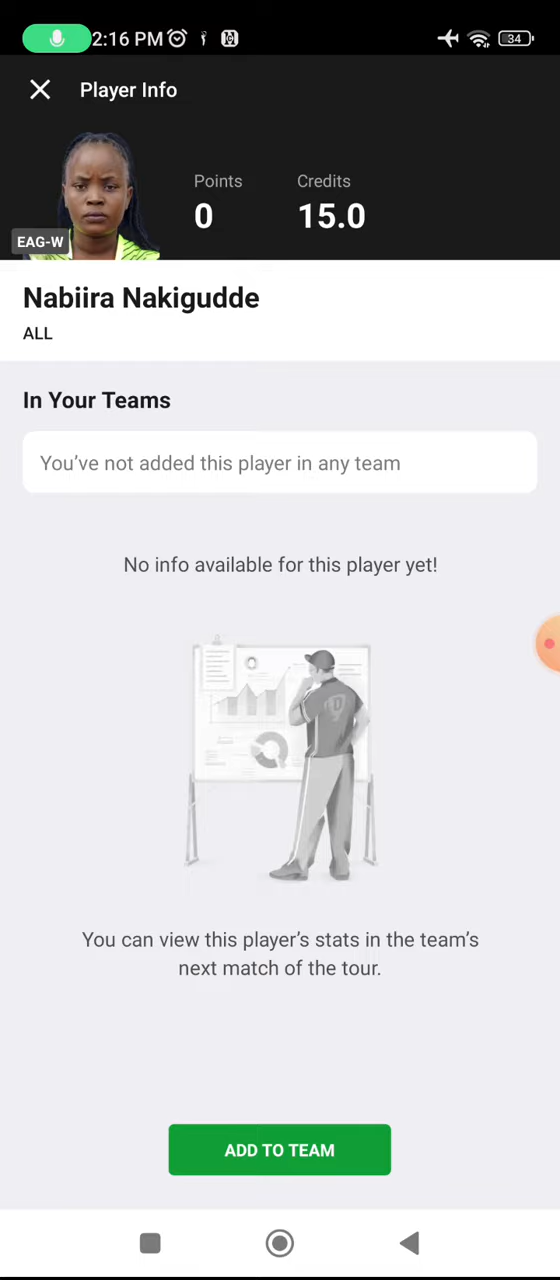 2:16 PM
34
Player Info
Points
Credits
0
15.0
EAG-W
Nabiira Nakigudde
ALL
In Your Teams
You’ve not added this player in any team
No info available for this player yet!
D
You can view this player’s stats in the team’s
next match of the tour.
ADD TO TEAM